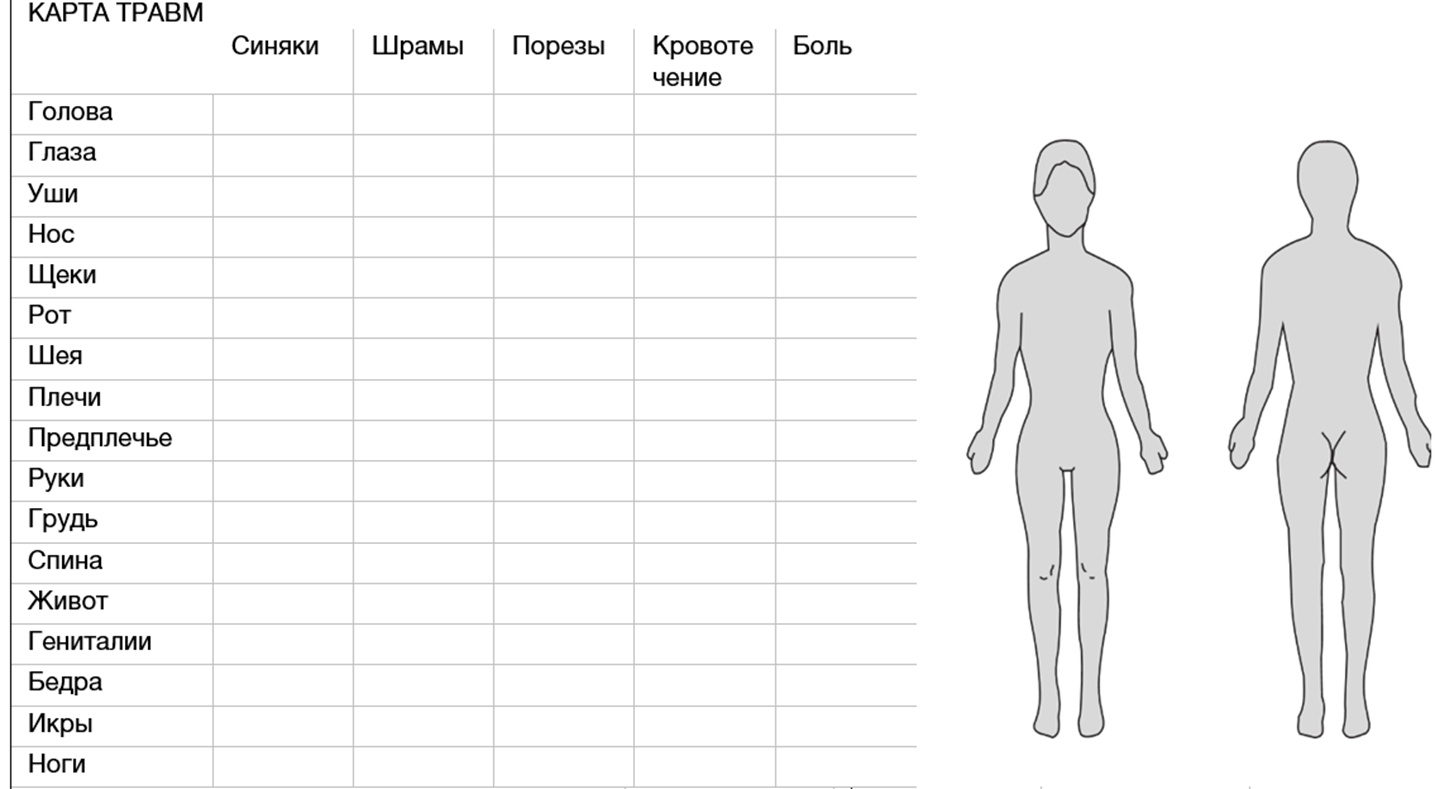 КАРТА ТРАВМ
Синяки Шрамы Порезы Кровоте Боль
чение
Голова
Глаза
Уши
Нос
Щеки
Рот
Шея
Плечи
Предплечье
Руки
Грудь
Спина
Живот
Гениталии
Бедра
Икры
Ноги